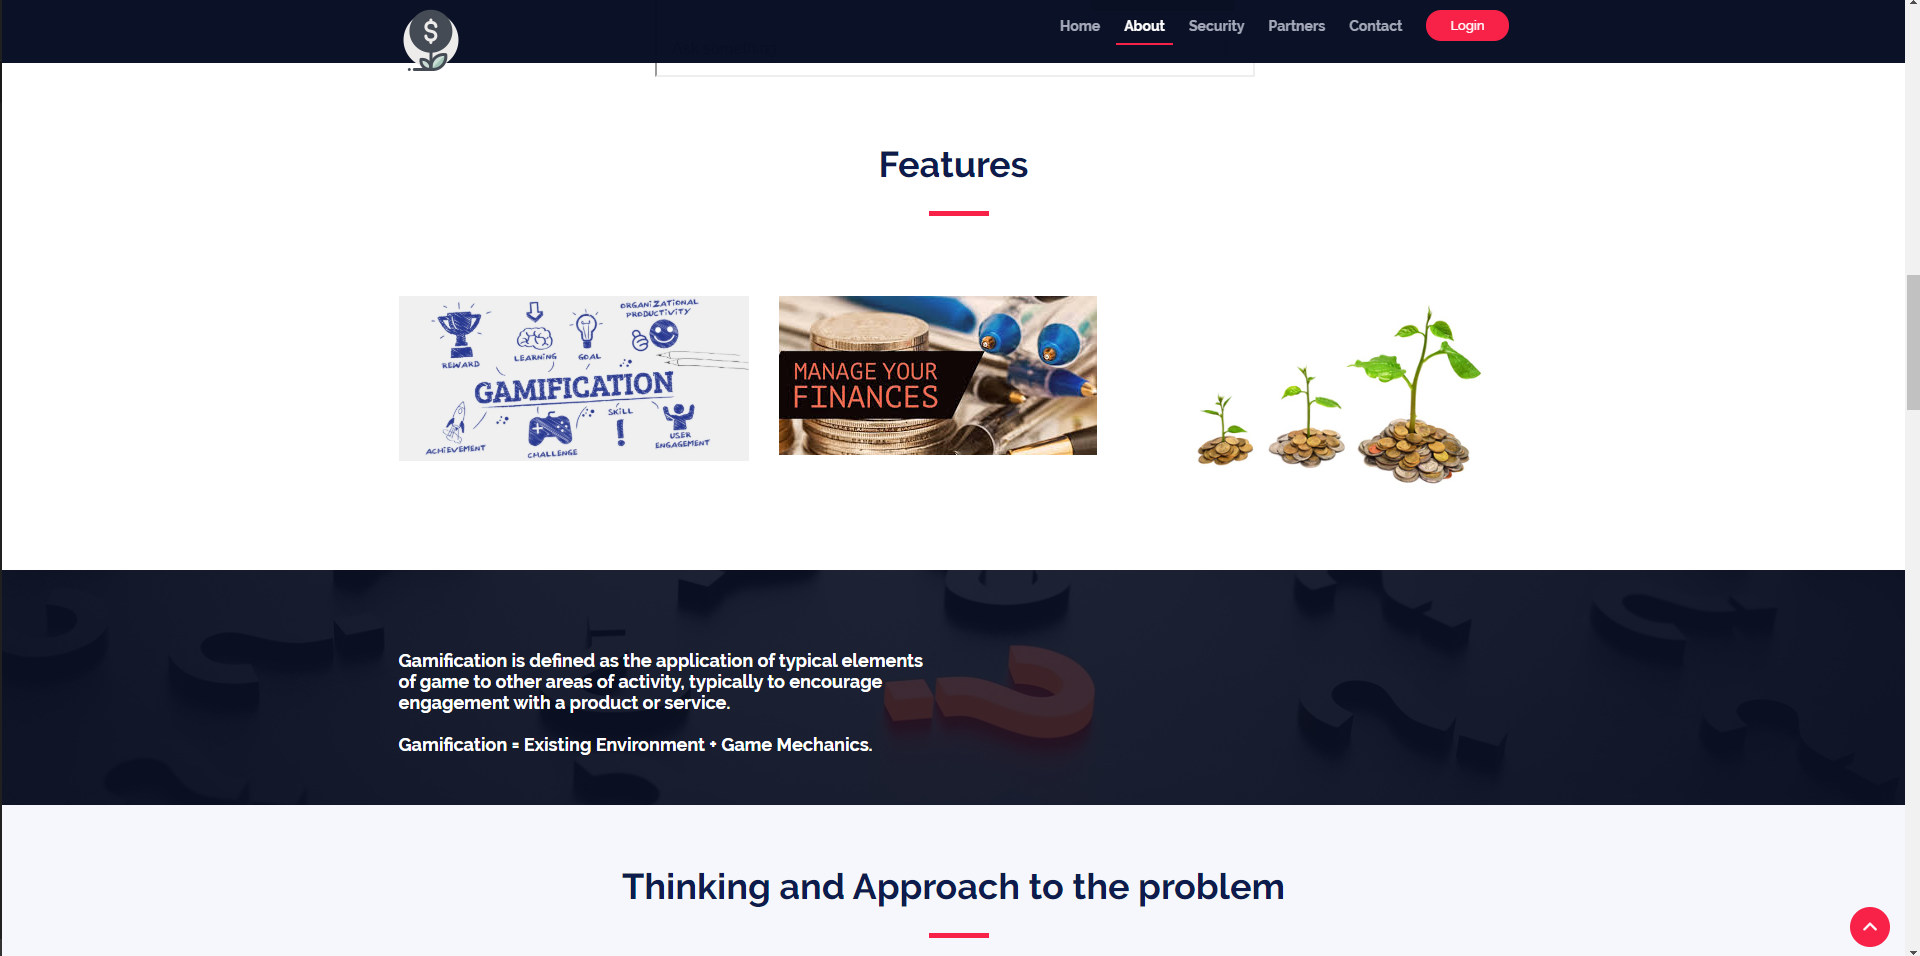 $
Home About Security Partners Contact Login
Features
ORGANIZATIONAL
PRODUCTIVITY
REWARD
LEARNING
GOAL
GAMIFICATION
SKILL
ACHIEVEMENT
CHALLENGE
USER
ENGAGEMENT
MANAGE YOUR
FINANCES
Gamification is defined as the application of typical elements
of game to other areas of activity, typically to encourage
engagement with a product or service.
Gamification = Existing Environment + Game Mechanics.
Thinking and Approach to the problem